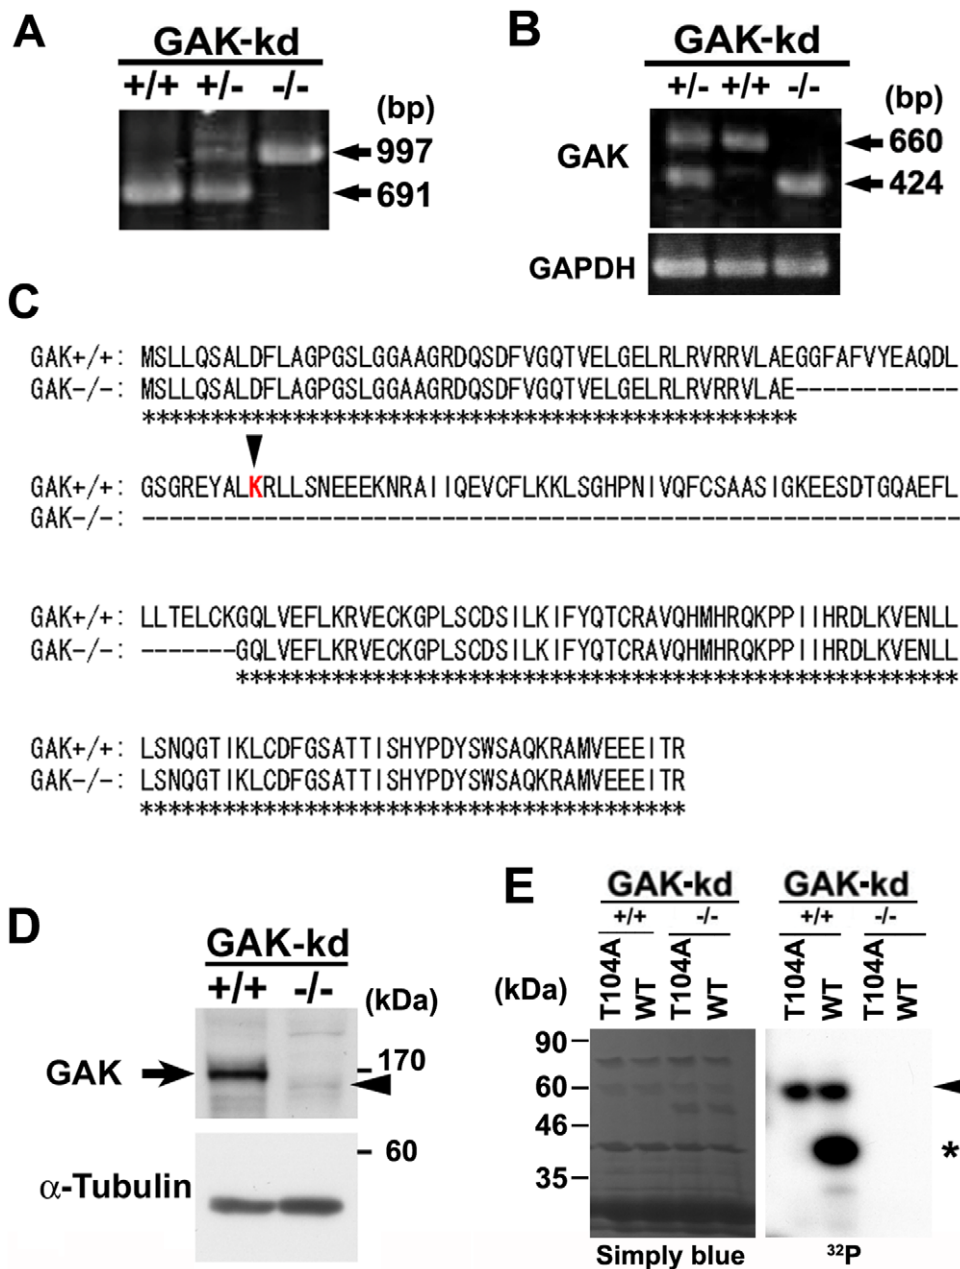 A
GAK-kd
+/+ +/- -/-
(bp)
997
691
B
GAK-kd
+/- +/+ -/-
(bp)
GAK
660
424
GAPDH
C
GAK+/+: MSLLQSALDFLAGPGSLGGAAGRDQSDFVGQTVELGELRLRVRRVLAEGGFAFVYEAQDL
GAK-/-: MSLLQSALDFLAGPGSLGGAAGRDQSDFVGQTVELGELRLRVRRVLAE------------
************************************************
GAK+/+: GSGREYALKRLLSNEEEKNRAIIQEVCFLKKLSGHPNIVQFCSAASIGKEESDTGQAEFL
GAK-/-: ------------------------------------------------------------
GAK+/+: LLTELCKGQLVEFLKRVECKGPLSCDSILKIFYQTCRAVQHMHRQKPPIIHRDLKVENLL
GAK-/-: -------GQLVEFLKRVECKGPLSCDSILKIFYQTCRAVQHMHRQKPPIIHRDLKVENLL
*****************************************************
GAK+/+: LSNQGTIKLCDFGSATTISHYPDYSWSAQKRAMVEEEITR
GAK-/-: LSNQGTIKLCDFGSATTISHYPDYSWSAQKRAMVEEEITR
****************************************
D
GAK-kd
+/+ -/-
(kDa)
GAK
170
60
α-Tubulin
E
GAK-kd
+/+ -/-
T104A WT T104A WT
(kDa)
90
60
46
35
Simply blue
GAK-kd
+/+ -/-
T104A WT T104A WT
*
³²P